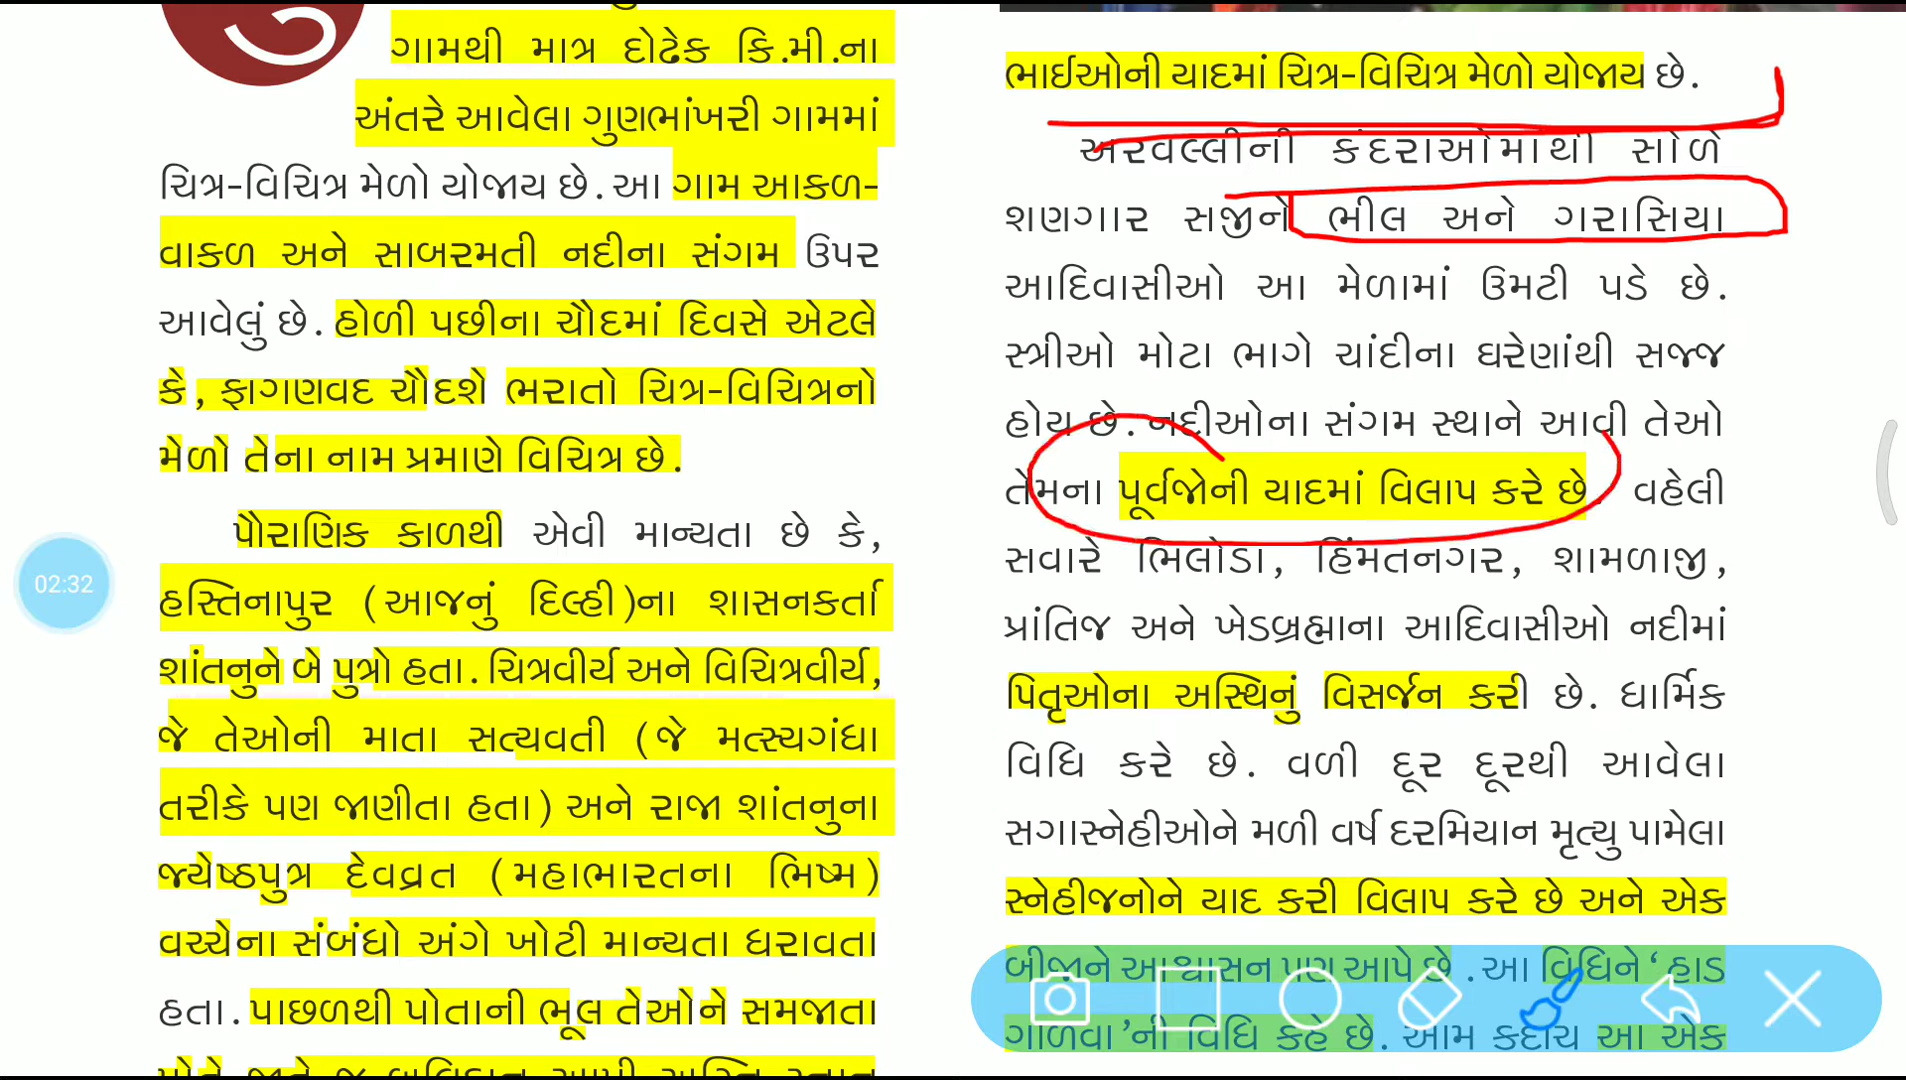 ગામથી માત્ર દોઢેક કિ.મી.ના
અંતરે આવેલા ગુણભાંખરી ગામમાં
ચિત્ર-વિચિત્ર મેળો યોજાય છે. આ ગામ આકળ-
વાકળ અને સાબરમતી નદીના સંગમ ઉપર
આવેલું છે. હોળી પછીના ચૌદમાં દિવસે એટલે
કે, ફાગણવદ ચૌદશે ભરાતો ચિત્ર-વિચિત્રનો
મેળો તેના નામ પ્રમાણે વિચિત્ર છે.
પૌરાણિક કાળથી એવી માન્યતા છે કે,
હસ્તિનાપુર (આજનું દિલ્હી)ના શાસનકર્તા
શાંતનુને બે પુત્રો હતા. ચિત્રવીર્ય અને વિચિત્રવીર્ય,
જે તેઓની માતા સત્યવતી (જે મત્સ્યગંધા
તરીકે પણ જાણીતા હતા) અને રાજા શાંતનુના
જ્યેષ્ઠપુત્ર દેવવ્રત (મહાભારતના ભિષ્મ)
વચ્ચેના સંબંધો અંગે ખોટી માન્યતા ધરાવતા
હતા. પાછળથી પોતાની ભૂલ તેઓને સમજાતા
02:32
ભાઈઓની યાદમાં ચિત્ર-વિચિત્ર મેળો યોજાય છે.
અરવલ્લીની કંદરાઓમાંથી સોળે
શણગાર સજીને ભીલ અને ગરાસિયા
આદિવાસીઓ આ મેળામાં ઉમટી પડે છે.
સ્ત્રીઓ મોટા ભાગે ચાંદીના ઘરેણાંથી સજ્જ
હોય છે. નદીઓના સંગમ સ્થાને આવી તેઓ
તેમના પૂર્વજોની યાદમાં વિલાપ કરે છે. વહેલી
સવારે ભિલોડા, હિંમતનગર, શામળાજી,
પ્રાંતિજ અને ખેડબ્રહ્માના આદિવાસીઓ નદીમાં
પિતૃઓના અસ્થિનું વિસર્જન કરી છે. ધાર્મિક
વિધિ કરે છે. વળી દૂર દૂરથી આવેલા
સગાસ્નેહીઓને મળી વર્ષ દરમિયાન મૃત્યુ પામેલા
સ્નેહીજનોને યાદ કરી વિલાપ કરે છે અને એક
બીજાને આશ્વાસન પણ આપે છે. આ વિધિને ‘હાડ
ગાળવા’ની વિધિ કહે છે. આમ કદાચ આ એક